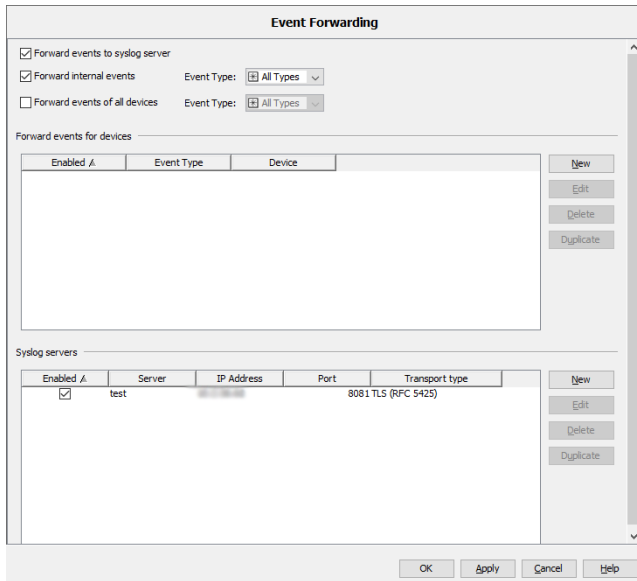 Event Forwarding
Forward events to syslog server
Forward internal events Event Type: All Types
Forward events of all devices Event Type: All Types
Forward events for devices
Enabled Event Type Device
New
Edit
Delete
Duplicate
Syslog servers
Enabled Server IP Address Port Transport type
test 8081 TLS (RFC 5425)
New
Edit
Delete
Duplicate
OK Apply Cancel Help